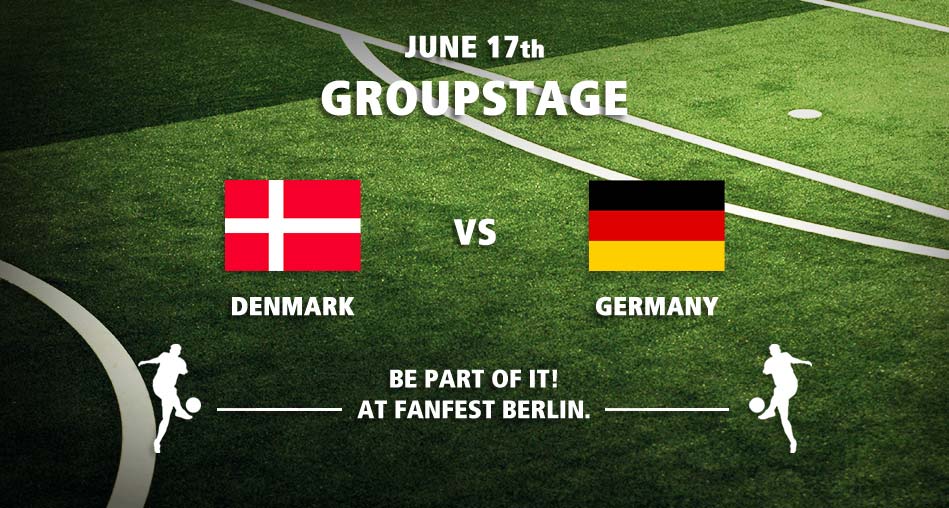 JUNE 17th
GROUPSTAGE
VS
DENMARK
GERMANY
BE PART OF IT!
AT FANFEST BERLIN.